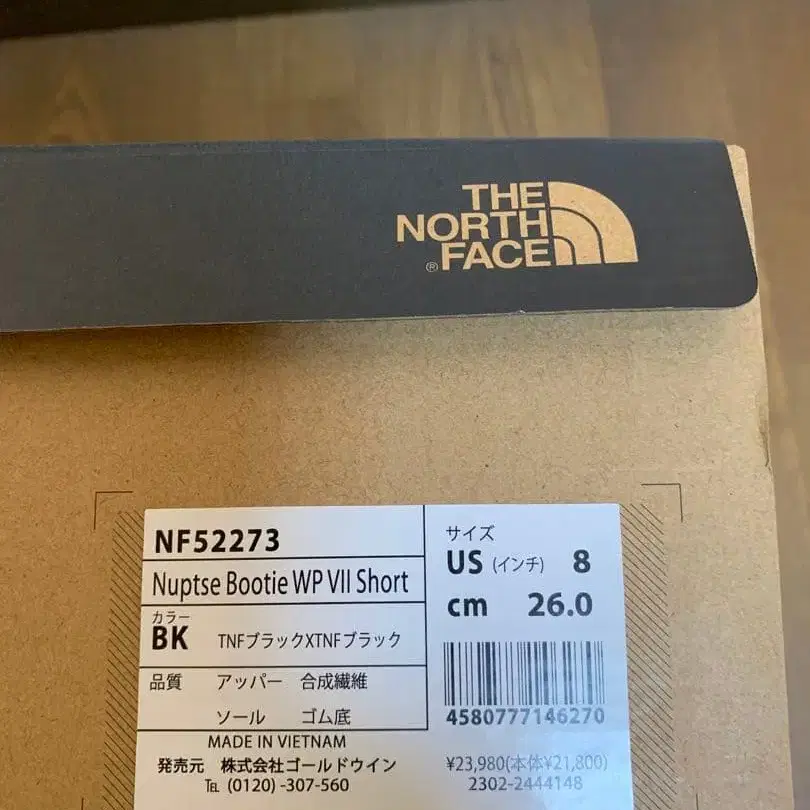 THE
NORTH
® FACE
NF52273
Nuptse Bootie WP VII Short
カラー
BK TNFブラックXTNFブラック
品質 アッパー 合成繊維
ソール ゴム底
MADE IN VIETNAM
発売元 株式会社ゴールドウイン
TEL (0120) -307-560
サイズ
US (インチ) 8
cm 26.0
4580777146270
¥23,980(本体¥21,800)
2302-2444148